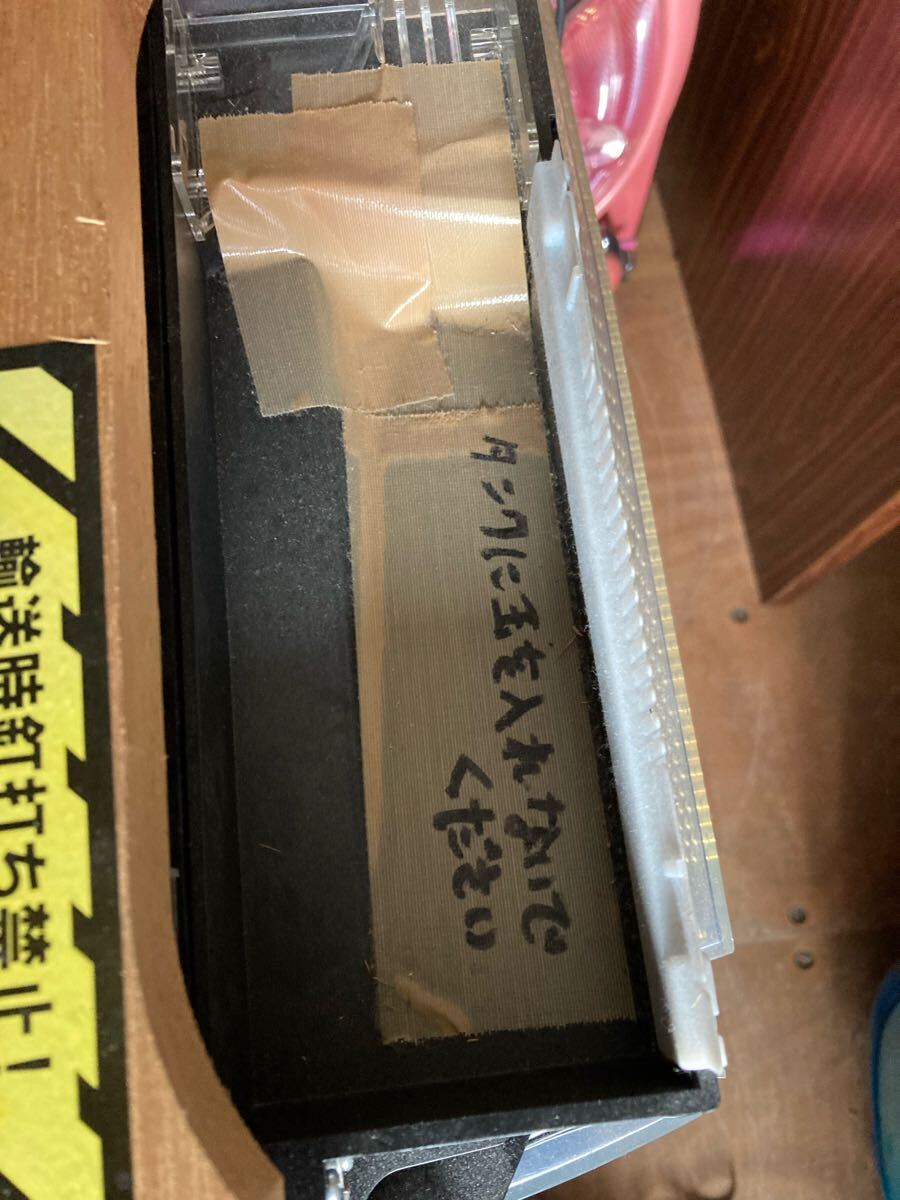 タンクに玉を入れないで
ください
輸送時釘打ち禁止!